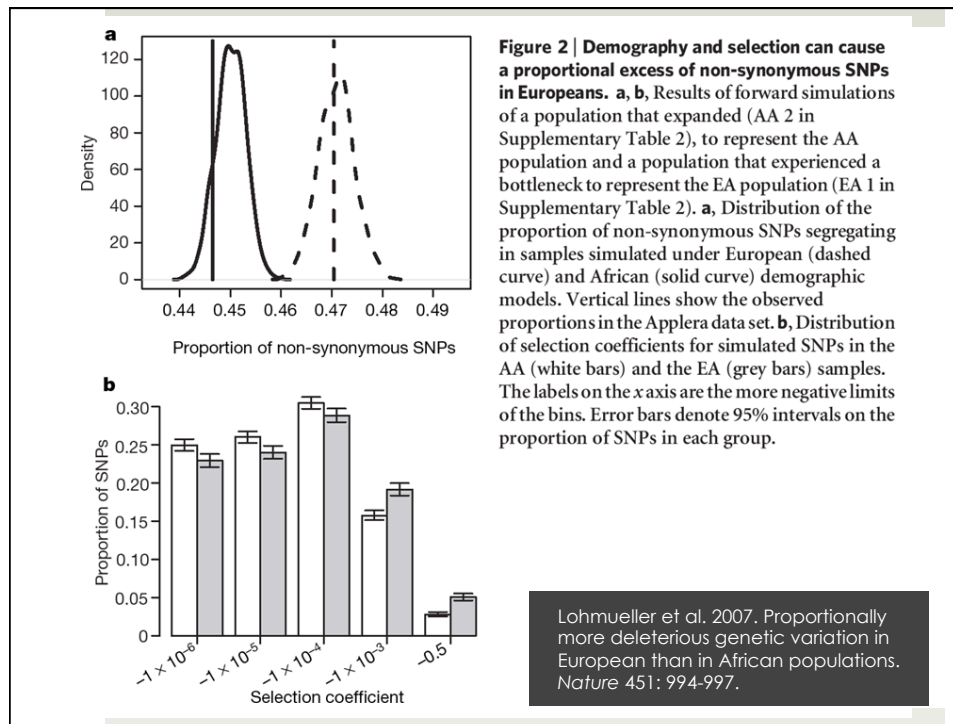 a
120
100
80
60
40
20
0
Density
0.44 0.45 0.46 0.47 0.48 0.49
Proportion of non-synonymous SNPs
b
0.30
0.25
0.20
0.15
0.10
0.05
0
Proportion of SNPs
−1 × 10⁻⁶ −1 × 10⁻⁵ −1 × 10⁻⁴ −1 × 10⁻³ −0.5
Selection coefficient
Figure 2 | Demography and selection can cause
a proportional excess of non-synonymous SNPs
in Europeans. a, b, Results of forward simulations
of a population that expanded (AA 2 in
Supplementary Table 2), to represent the AA
population and a population that experienced a
bottleneck to represent the EA population (EA 1 in
Supplementary Table 2). a, Distribution of the
proportion of non-synonymous SNPs segregating
in samples simulated under European (dashed
curve) and African (solid curve) demographic
models. Vertical lines show the observed
proportions in the Applera data set. b, Distribution
of selection coefficients for simulated SNPs in the
AA (white bars) and the EA (grey bars) samples.
The labels on the x axis are the more negative limits
of the bins. Error bars denote 95% intervals on the
proportion of SNPs in each group.
Lohmueller et al. 2007. Proportionally
more deleterious genetic variation in
European than in African populations.
Nature 451: 994-997.